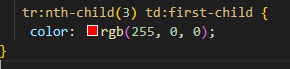 tr:nth-child(3) td:first-child {
color: rgb(255, 0, 0);
}